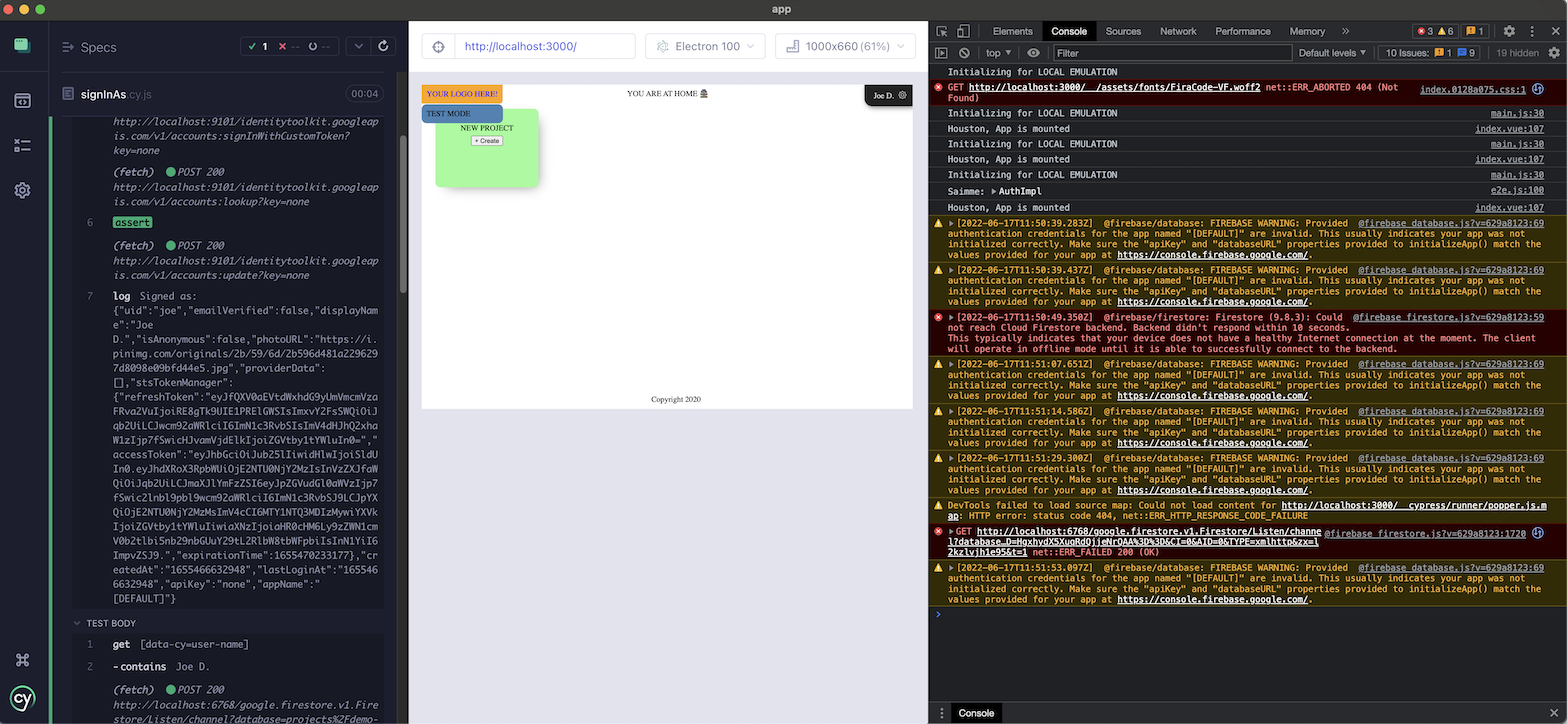 app
Specs
1
--
--
signInAs.cy.js
00:04
http://localhost:9101/identitytoolkit.googleap
is.com/v1/accounts:signInWithCustomToken?
key=none
(fetch) POST 200
http://localhost:9101/identitytoolkit.googleap
is.com/v1/accounts:lookup?key=none
6 assert
(fetch) POST 200
http://localhost:9101/identitytoolkit.googleap
is.com/v1/accounts:update?key=none
7 log Signed as:
{"uid":"joe","emailVerified":false,"displayNam
e":"Joe
D.","isAnonymous":false,"photoURL":"https://i.
pinimg.com/originals/2b/59/6d/2b596d481a229629
7d8098e09bfd44e5.jpg","providerData":
[],"stsTokenManager":
accessToken":"
","expirationTime":1655470233177},"cr
eatedAt":"1655466632948","lastLoginAt":"165546
6632948","apiKey":"none","appName":"
[DEFAULT]"}
TEST BODY
1 get [data-cy=user-name]
2 -contains Joe D.
(fetch) POST 200
http://localhost:6768/google.firestore.v1.Fire
store/Listen/channel?database=projects%2Fdemo-
cy
http://localhost:3000/
Electron 100
1000x660 (61%)
YOUR LOGO HERE!
YOU ARE AT HOME
Joe D.
TEST MODE
NEW PROJECT
+ Create
Copyright 2020
Elements Console Sources Network Performance Memory »
3 6 1
top Filter Default levels 10 Issues: 1 9 19 hidden
Initializing for LOCAL EMULATION
GET http://localhost:3000/__/assets/fonts/FiraCode-VF.woff2 net::ERR_ABORTED 404 (Not index.0128a075.css:1
Found)
Initializing for LOCAL EMULATION main.js:30
Houston, App is mounted index.vue:107
Initializing for LOCAL EMULATION main.js:30
Houston, App is mounted index.vue:107
Initializing for LOCAL EMULATION main.js:30
Saimme: AuthImpl e2e.js:100
Houston, App is mounted index.vue:107
[2022-06-17T11:50:39.283Z] @firebase/database: FIREBASE WARNING: Provided @firebase_database.js?v=629a8123:69
authentication credentials for the app named "[DEFAULT]" are invalid. This usually indicates your app was not
initialized correctly. Make sure the "apiKey" and "databaseURL" properties provided to initializeApp() match the
values provided for your app at https://console.firebase.google.com/.
[2022-06-17T11:50:39.437Z] @firebase/database: FIREBASE WARNING: Provided @firebase_database.js?v=629a8123:69
authentication credentials for the app named "[DEFAULT]" are invalid. This usually indicates your app was not
initialized correctly. Make sure the "apiKey" and "databaseURL" properties provided to initializeApp() match the
values provided for your app at https://console.firebase.google.com/.
[2022-06-17T11:50:49.350Z] @firebase/firestore: Firestore (9.8.3): Could @firebase_firestore.js?v=629a8123:59
not reach Cloud Firestore backend. Backend didn't respond within 10 seconds.
This typically indicates that your device does not have a healthy Internet connection at the moment. The client
will operate in offline mode until it is able to successfully connect to the backend.
[2022-06-17T11:51:07.651Z] @firebase/database: FIREBASE WARNING: Provided @firebase_database.js?v=629a8123:69
authentication credentials for the app named "[DEFAULT]" are invalid. This usually indicates your app was not
initialized correctly. Make sure the "apiKey" and "databaseURL" properties provided to initializeApp() match the
values provided for your app at https://console.firebase.google.com/.
[2022-06-17T11:51:14.586Z] @firebase/database: FIREBASE WARNING: Provided @firebase_database.js?v=629a8123:69
authentication credentials for the app named "[DEFAULT]" are invalid. This usually indicates your app was not
initialized correctly. Make sure the "apiKey" and "databaseURL" properties provided to initializeApp() match the
values provided for your app at https://console.firebase.google.com/.
[2022-06-17T11:51:29.300Z] @firebase/database: FIREBASE WARNING: Provided @firebase_database.js?v=629a8123:69
authentication credentials for the app named "[DEFAULT]" are invalid. This usually indicates your app was not
initialized correctly. Make sure the "apiKey" and "databaseURL" properties provided to initializeApp() match the
values provided for your app at https://console.firebase.google.com/.
DevTools failed to load source map: Could not load content for http://localhost:3000/__cypress/runner/popper.js.m
ap: HTTP error: status code 404, net::ERR_HTTP_RESPONSE_CODE_FAILURE
GET http://localhost:6768/google.firestore.v1.Firestore/Listen/chann @firebase_firestore.js?v=629a8123:1720
net::ERR_FAILED 200 (OK)
[2022-06-17T11:51:53.097Z] @firebase/database: FIREBASE WARNING: Provided @firebase_database.js?v=629a8123:69
authentication credentials for the app named "[DEFAULT]" are invalid. This usually indicates your app was not
initialized correctly. Make sure the "apiKey" and "databaseURL" properties provided to initializeApp() match the
values provided for your app at https://console.firebase.google.com/.
Console